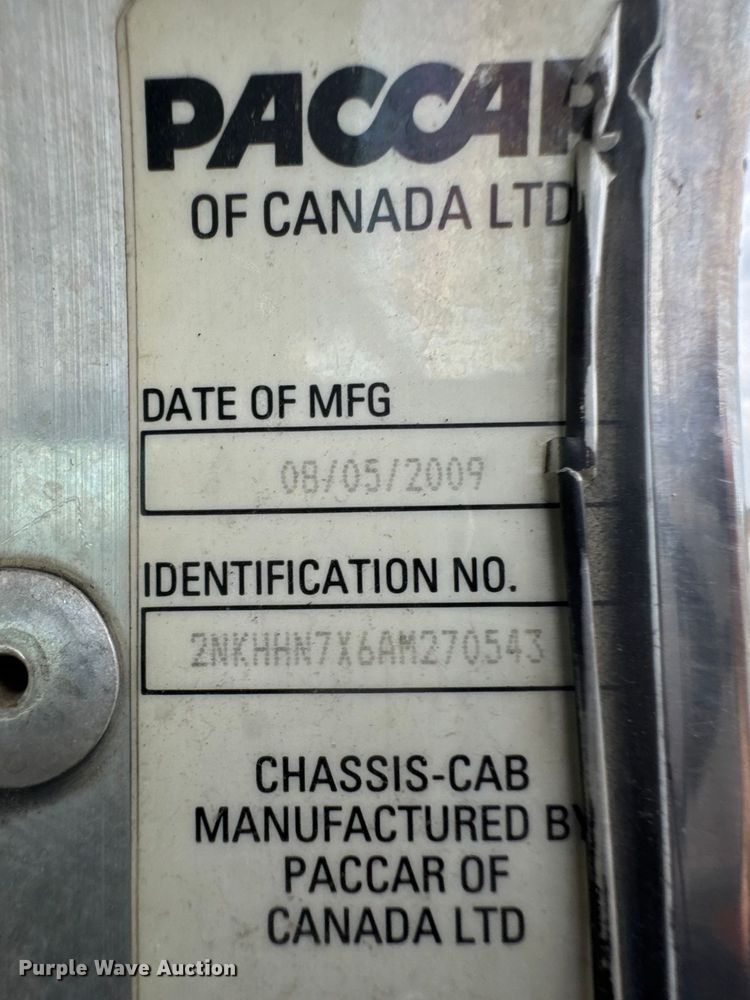 PACCAR
OF CANADA LTD
DATE OF MFG
08/05/2009
IDENTIFICATION NO.
2NKHHN7X6AM270543
CHASSIS-CAB
MANUFACTURED BY
PACCAR OF
CANADA LTD
Purple Wave Auction